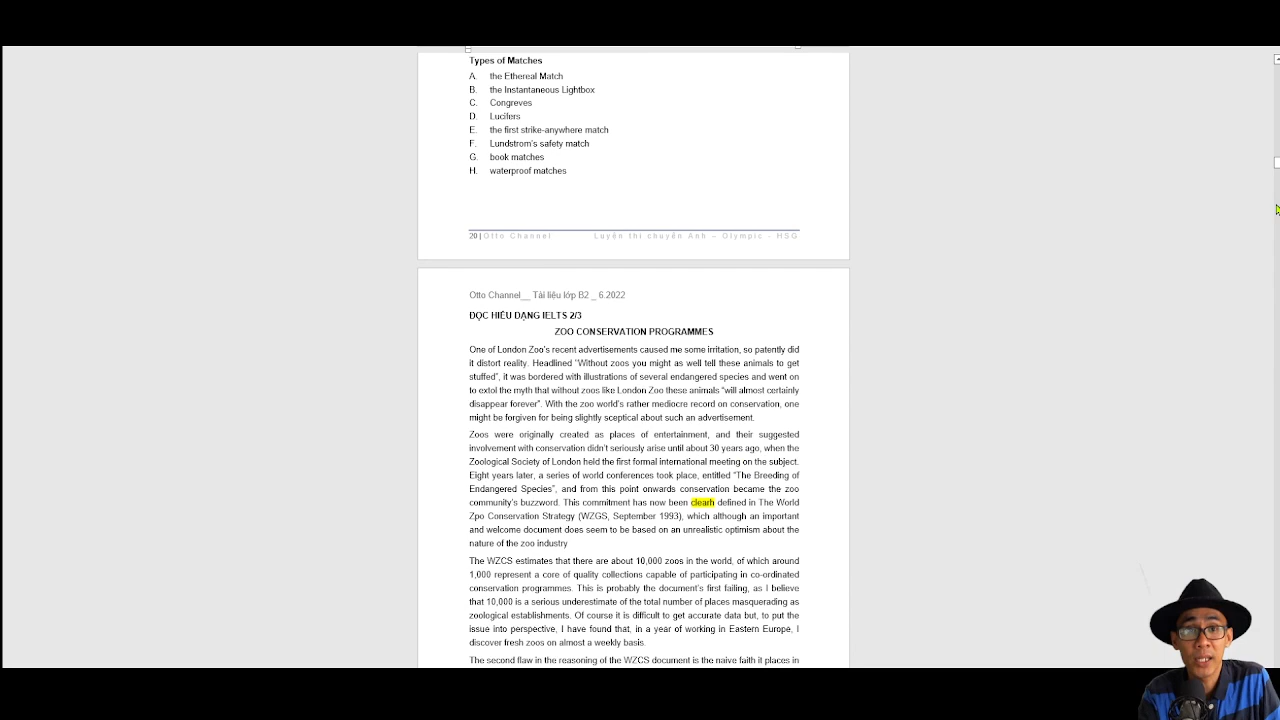 Types of Matches
A. the Ethereal Match
B. the Instantaneous Lightbox
C. Congreves
D. Lucifers
E. the first strike-anywhere match
F. Lundstrom's safety match
G. book matches
H. waterproof matches
20| Otto Channel Luyện thi chuyên Anh – Olympic - HSG
Otto Channel__ Tài liệu lớp B2 _ 6.2022
ĐỌC HIỂU DẠNG IELTS 2/3
ZOO CONSERVATION PROGRAMMES
One of London Zoo's recent advertisements caused me some irritation, so patently did
it distort reality. Headlined "Without zoos you might as well tell these animals to get
stuffed", it was bordered with illustrations of several endangered species and went on
to extol the myth that without zoos like London Zoo these animals "will almost certainly
disappear forever". With the zoo world's rather mediocre record on conservation, one
might be forgiven for being slightly sceptical about such an advertisement.
Zoos were originally created as places of entertainment, and their suggested
involvement with conservation didn't seriously arise until about 30 years ago, when the
Zoological Society of London held the first formal international meeting on the subject.
Eight years later, a series of world conferences took place, entitled "The Breeding of
Endangered Species", and from this point onwards conservation became the zoo
community's buzzword. This commitment has now been clearh defined in The World
Zpo Conservation Strategy (WZGS, September 1993), which although an important
and welcome document does seem to be based on an unrealistic optimism about the
nature of the zoo industry
The WZCS estimates that there are about 10,000 zoos in the world, of which around
1,000 represent a core of quality collections capable of participating in co-ordinated
conservation programmes. This is probably the document's first failing, as I believe
that 10,000 is a serious underestimate of the total number of places masquerading as
zoological establishments. Of course it is difficult to get accurate data but, to put the
issue into perspective, I have found that, in a year of working in Eastern Europe, I
discover fresh zoos on almost a weekly basis.
The second flaw in the reasoning of the WZCS document is the naive faith it places in